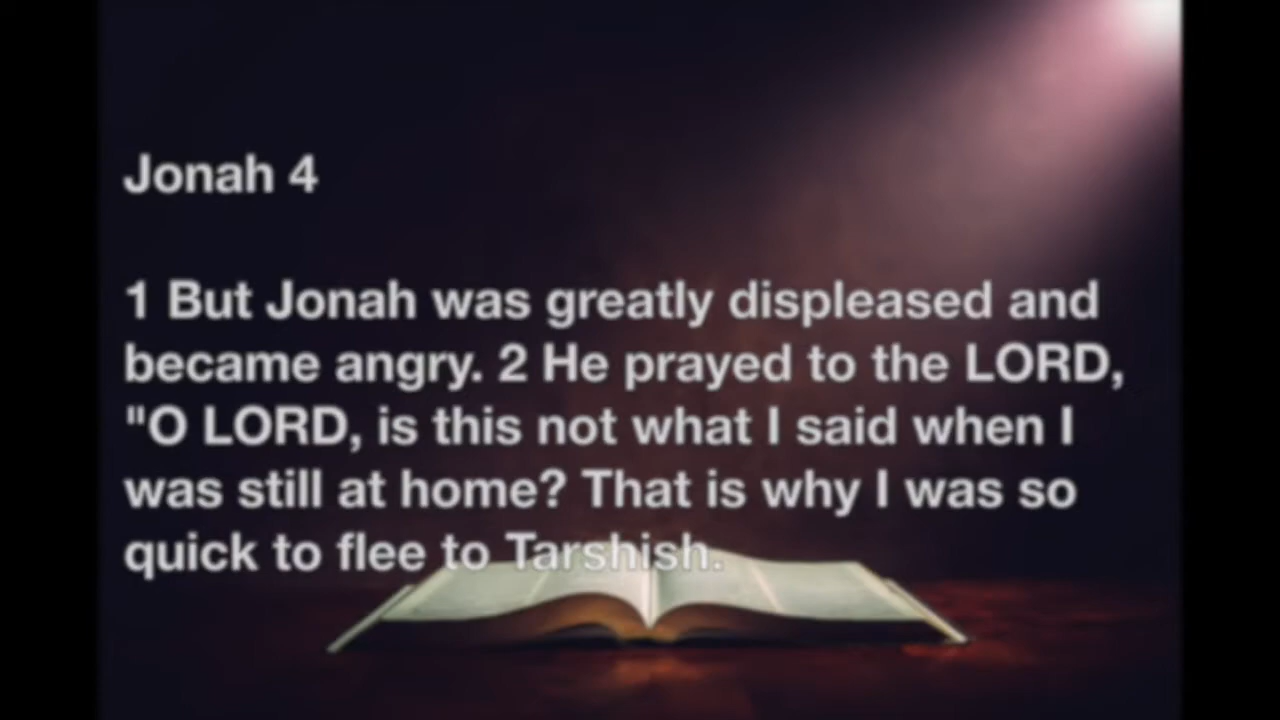 Jonah 4
1 But Jonah was greatly displeased and
became angry. 2 He prayed to the LORD,
"O LORD, is this not what I said when I
was still at home? That is why I was so
quick to flee to Tarshish.